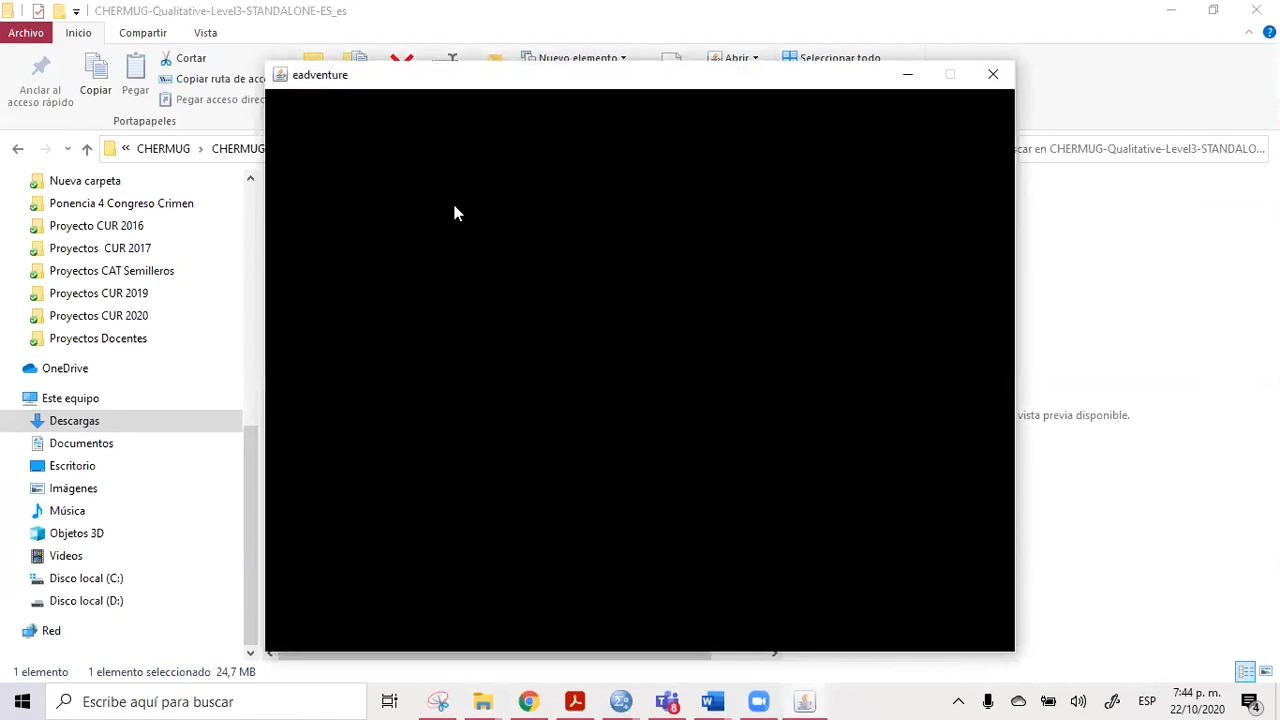 CHERMUG-Qualitative-Level3-STANDALONE-ES_es
Archivo
Inicio
Compartir
Vista
Anclar al
acceso rápido
Copiar
Pegar
Cortar
Copiar ruta de acc
Pegar acceso direc
Portapapeles
Nuevo elemento
Abrir
Seleccionar todo
eadventure
« CHERMUG > CHERMUG
scar en CHERMUG-Qualitative-Level3-STANDALO...
Nueva carpeta
Ponencia 4 Congreso Crimen
Proyecto CUR 2016
Proyectos CUR 2017
Proyectos CAT Semilleros
Proyectos CUR 2019
Proyectos CUR 2020
Proyectos Docentes
OneDrive
Este equipo
Descargas
Documentos
Escritorio
Imágenes
Música
Objetos 3D
Videos
Disco local (C:)
Disco local (D:)
Red
vista previa disponible.
1 elemento
1 elemento seleccionado 24,7 MB
Escribe aquí para buscar
8
ESP
7:44 p. m.
22/10/2020
4